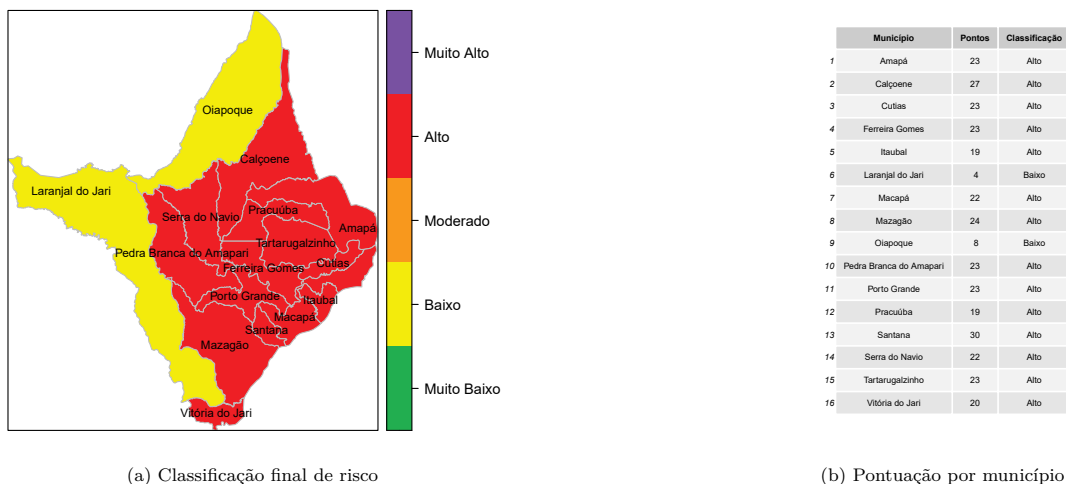 Oiapoque
Calçoene
Laranjal do Jari
Serra do Navio
Pracuúba
Amapá
Tartarugalzinho
Pedra Branca do Amapari
Cutias
Ferreira Gomes
Porto Grande
Itaubal
Macapá
Santana
Mazagão
Vitória do Jari
Muito Alto
Alto
Moderado
Baixo
Muito Baixo
(a) Classificação final de risco
Município Pontos Classificação
1 Amapá 23 Alto
2 Calçoene 27 Alto
3 Cutias 23 Alto
4 Ferreira Gomes 23 Alto
5 Itaubal 19 Alto
6 Laranjal do Jari 4 Baixo
7 Macapá 22 Alto
8 Mazagão 24 Alto
9 Oiapoque 8 Baixo
10 Pedra Branca do Amapari 23 Alto
11 Porto Grande 23 Alto
12 Pracuúba 19 Alto
13 Santana 30 Alto
14 Serra do Navio 22 Alto
15 Tartarugalzinho 23 Alto
16 Vitória do Jari 20 Alto
(b) Pontuação por município